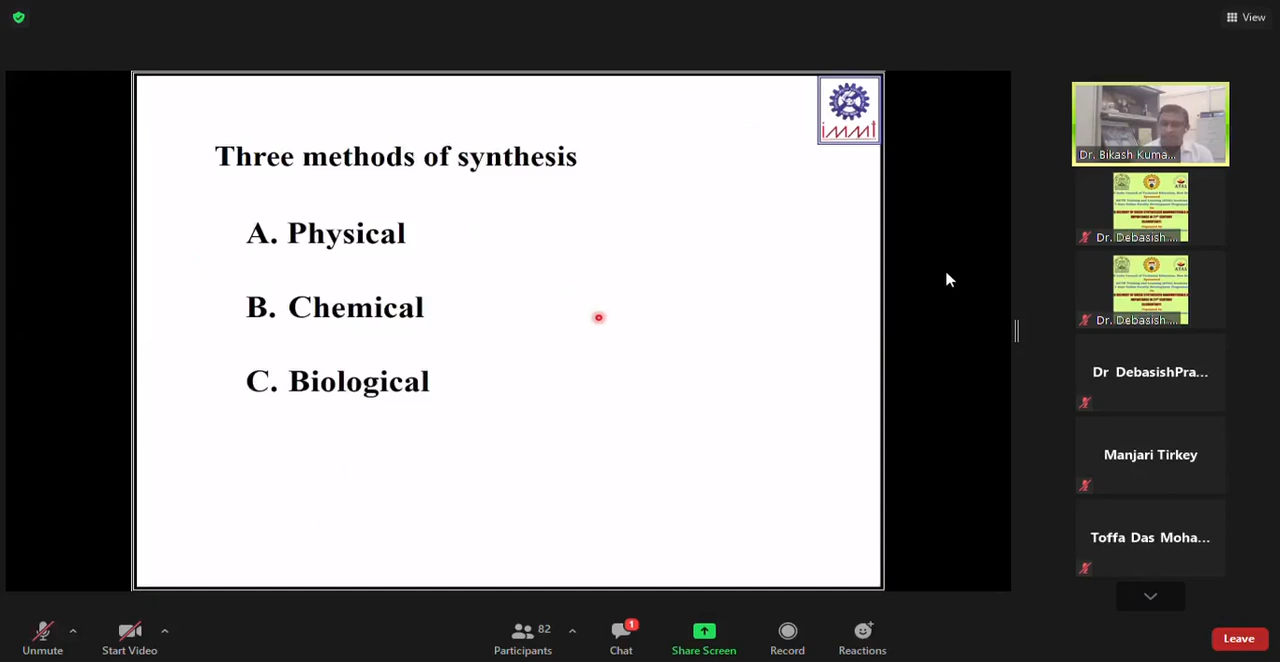 View
immt
Three methods of synthesis
A. Physical
B. Chemical
C. Biological
Dr. Bikash Kuma...
Dr. Debasish ...
Dr. Debasish ...
Dr DebasishPra...
Manjari Tirkey
Toffa Das Moha...
Unmute
Start Video
82
Participants
1
Chat
Share Screen
Record
Reactions
Leave